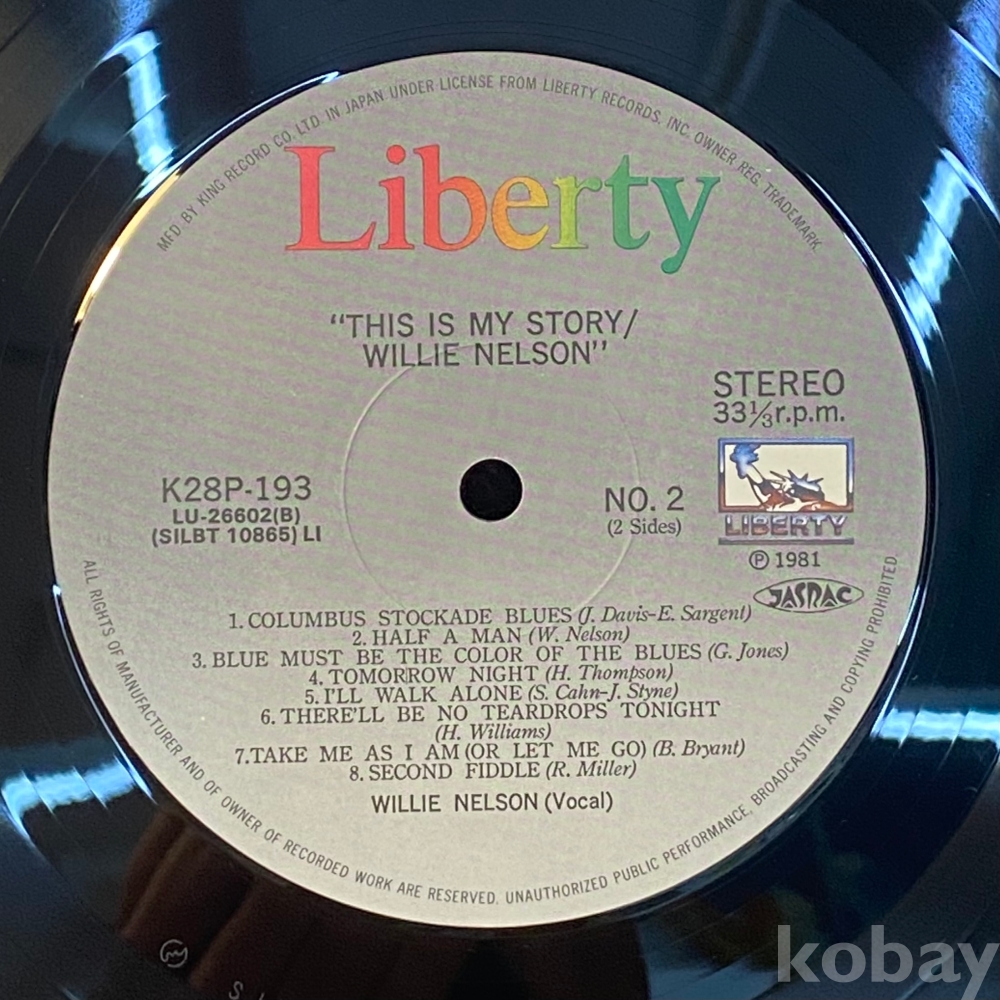 MFD. BY KING RECORD CO. LTD. IN JAPAN UNDER LICENSE FROM LIBERTY RECORDS, INC. OWNER REG. TRADEMARK.
Liberty
"THIS IS MY STORY/
WILLIE NELSON"
STEREO
33⅓r.p.m.
K28P-193
LU-26602(B)
(SILBT 10865) LI
NO. 2
(2 Sides)
LIBERTY
Ⓟ 1981
JASRAC
1. COLUMBUS STOCKADE BLUES (J. Davis-E. Sargent)
2. HALF A MAN (W. Nelson)
3. BLUE MUST BE THE COLOR OF THE BLUES (G. Jones)
4. TOMORROW NIGHT (H. Thompson)
5. I'LL WALK ALONE (S. Cahn-J. Styne)
6. THERE'LL BE NO TEARDROPS TONIGHT
(H. Williams)
7. TAKE ME AS I AM (OR LET ME GO) (B. Bryant)
8. SECOND FIDDLE (R. Miller)
WILLIE NELSON (Vocal)
ALL RIGHTS OF MANUFACTURER AND OF OWNER OF RECORDED WORK ARE RESERVED. UNAUTHORIZED PUBLIC PERFORMANCE, BROADCASTING AND COPYING PROHIBITED.
kobay